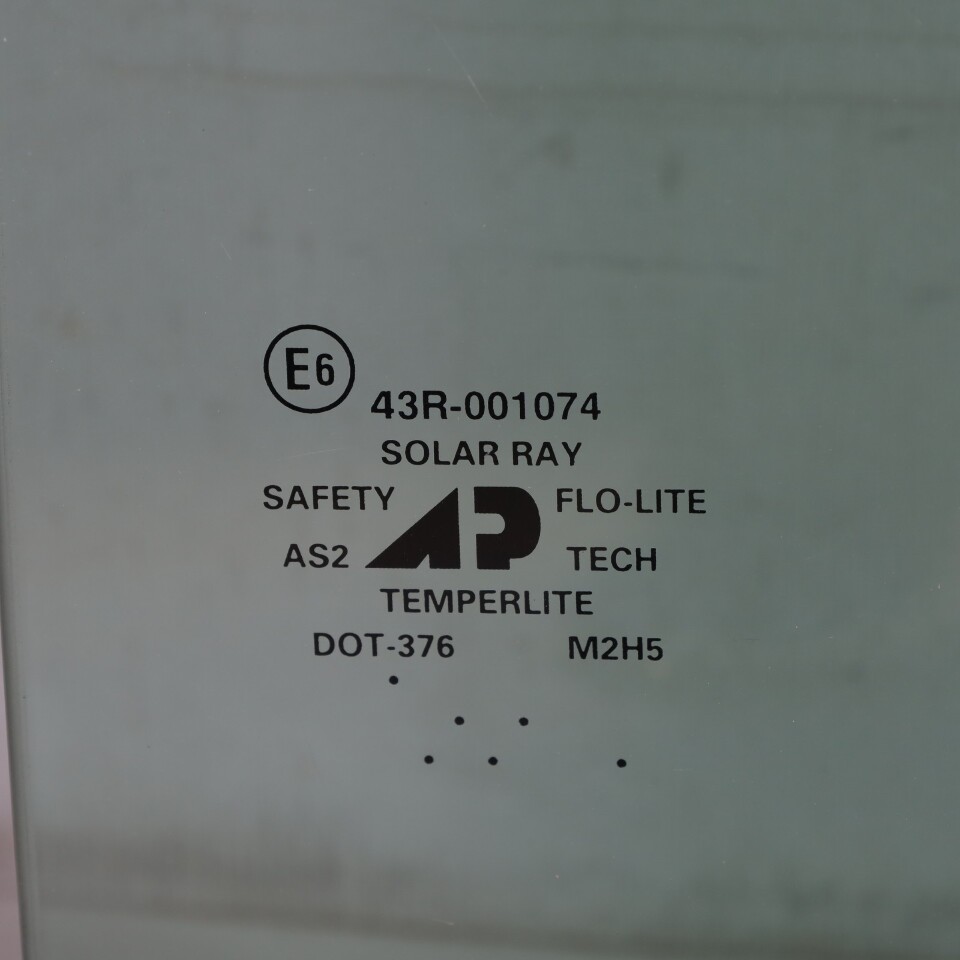 E6
43R-001074
SOLAR RAY
SAFETY AP FLO-LITE
AS2 TECH
TEMPERLITE
DOT-376 M2H5